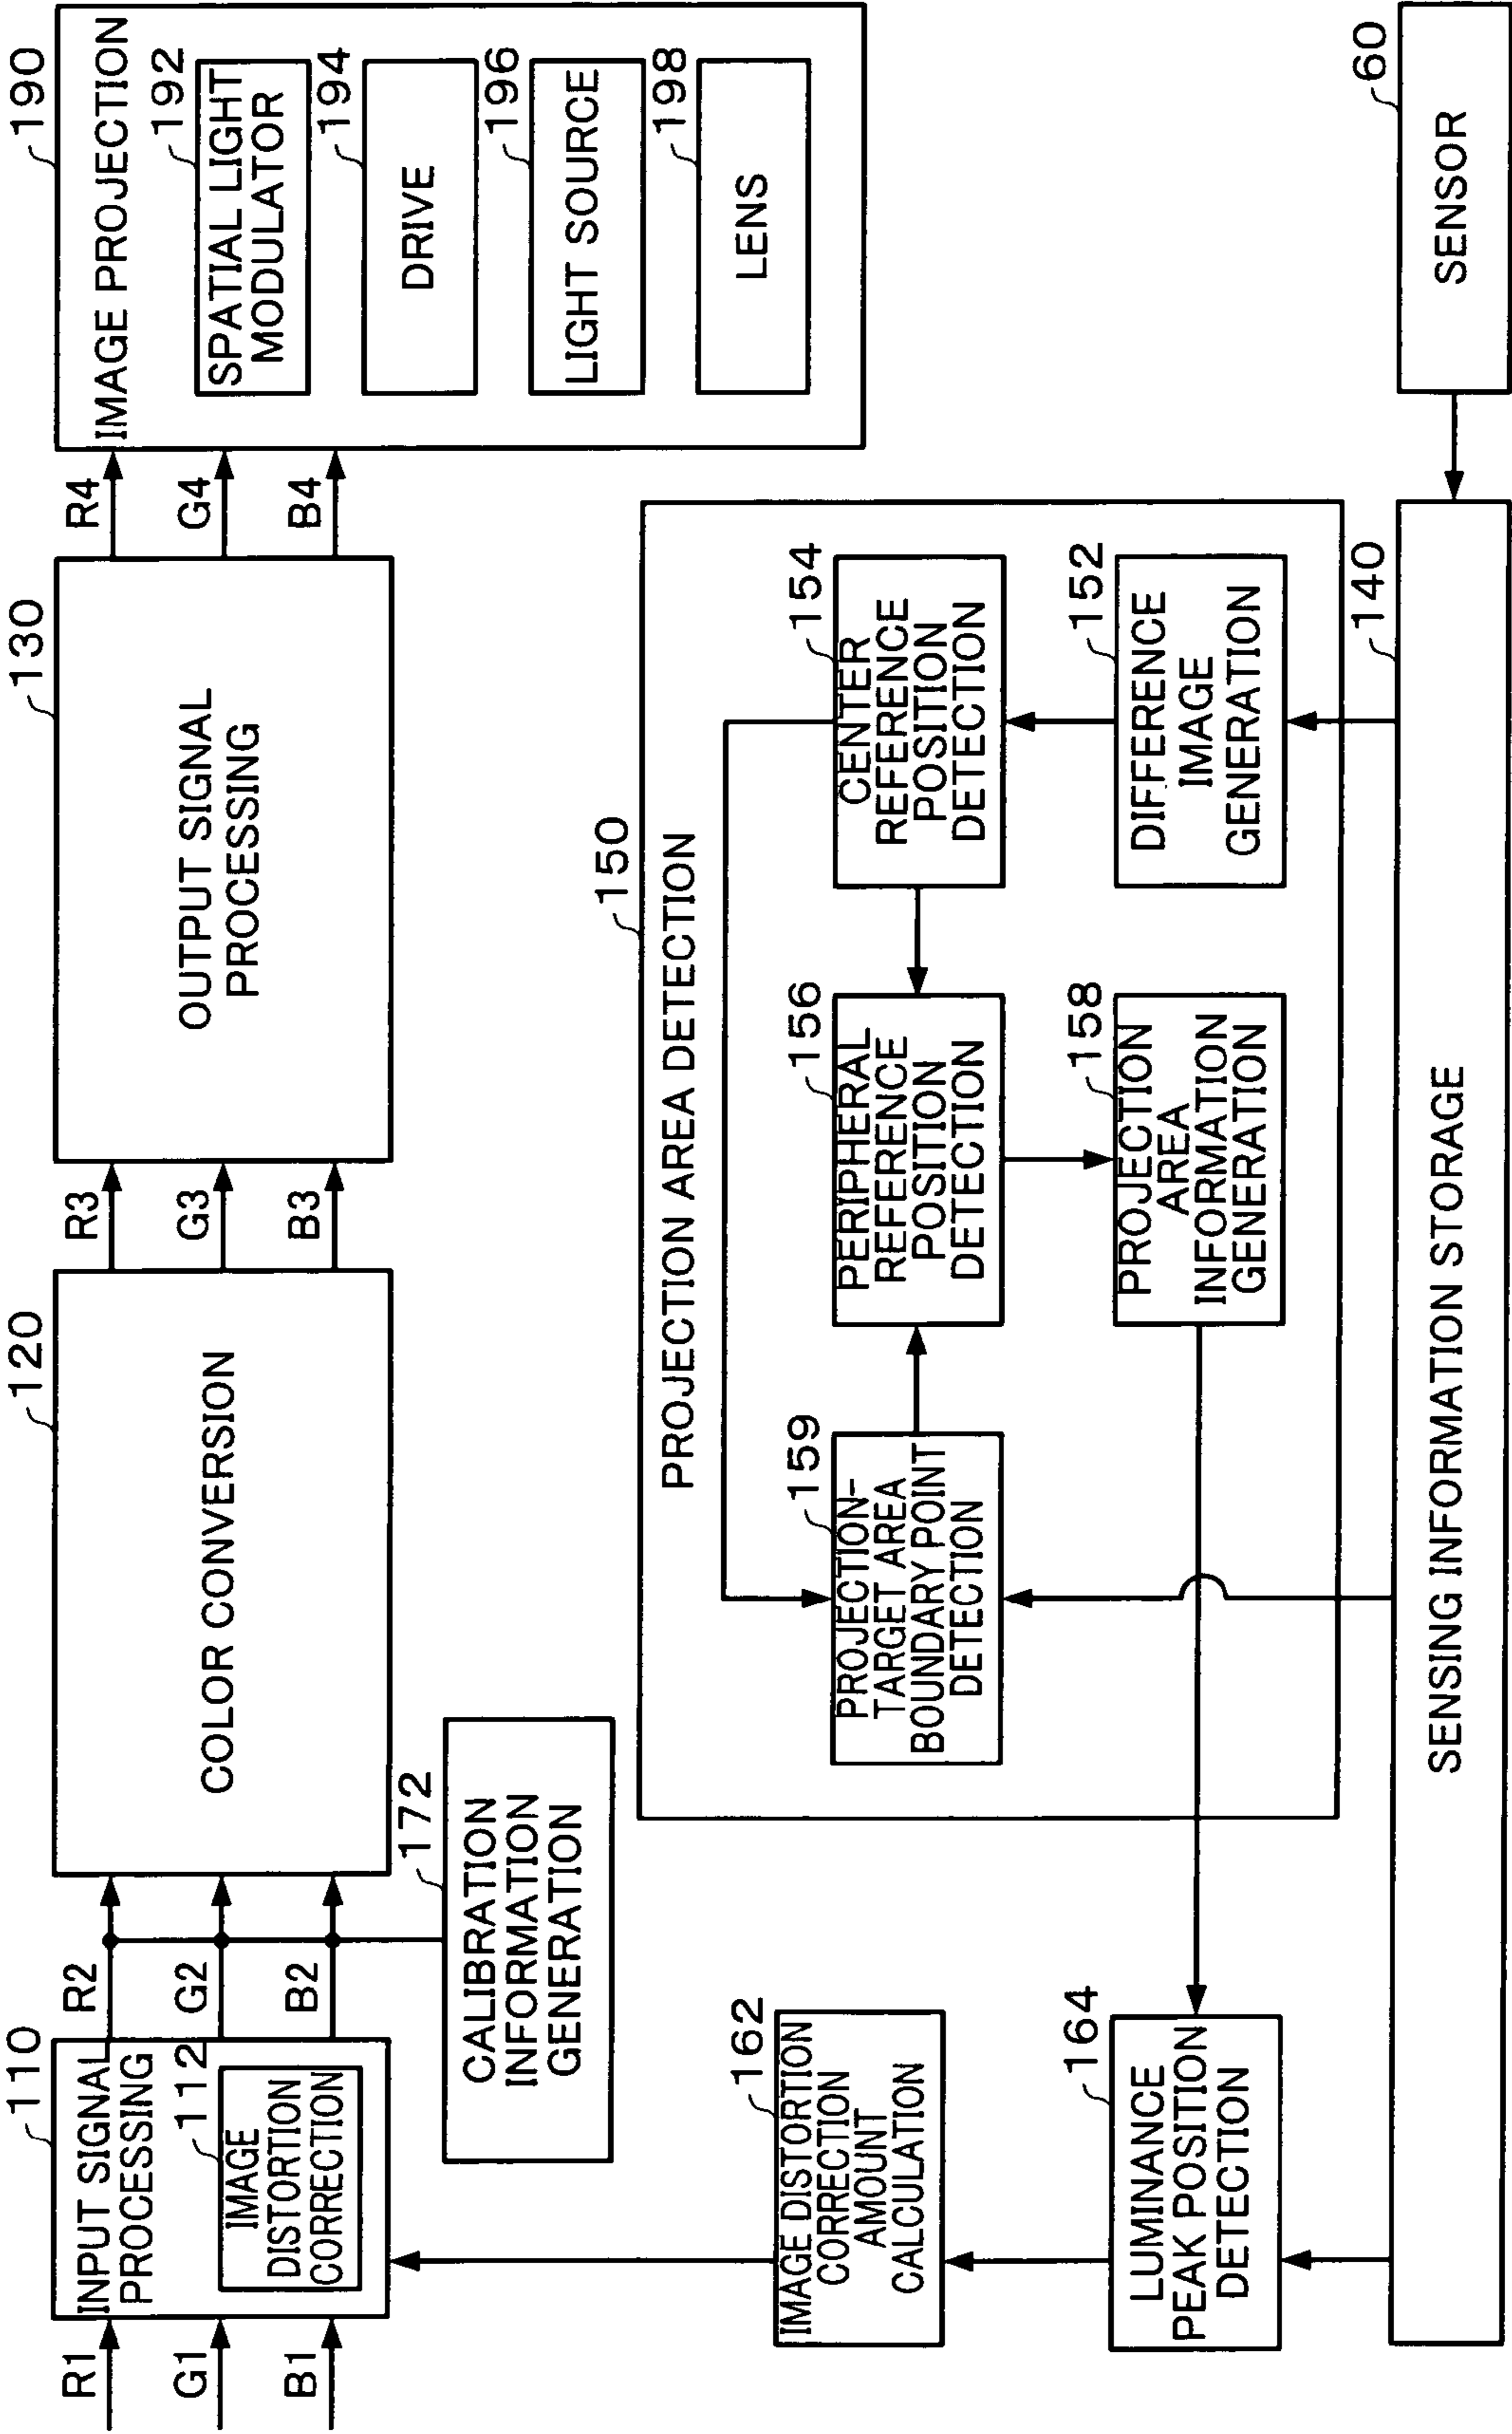 R1
G1
B1
110
INPUT SIGNAL
PROCESSING
112
IMAGE
DISTORTION
CORRECTION
R2
G2
B2
120
COLOR CONVERSION
R3
G3
B3
130
OUTPUT SIGNAL
PROCESSING
R4
G4
B4
190
IMAGE PROJECTION
192
SPATIAL LIGHT
MODULATOR
194
DRIVE
196
LIGHT SOURCE
198
LENS
172
CALIBRATION
INFORMATION
GENERATION
150
PROJECTION AREA DETECTION
159
PROJECTION-
TARGET AREA
BOUNDARY POINT
DETECTION
156
PERIPHERAL
REFERENCE
POSITION
DETECTION
154
CENTER
REFERENCE
POSITION
DETECTION
162
IMAGE DISTORTION
CORRECTION
AMOUNT
CALCULATION
164
LUMINANCE
PEAK POSITION
DETECTION
158
PROJECTION
AREA
INFORMATION
GENERATION
152
DIFFERENCE
IMAGE
GENERATION
140
SENSING INFORMATION STORAGE
60
SENSOR